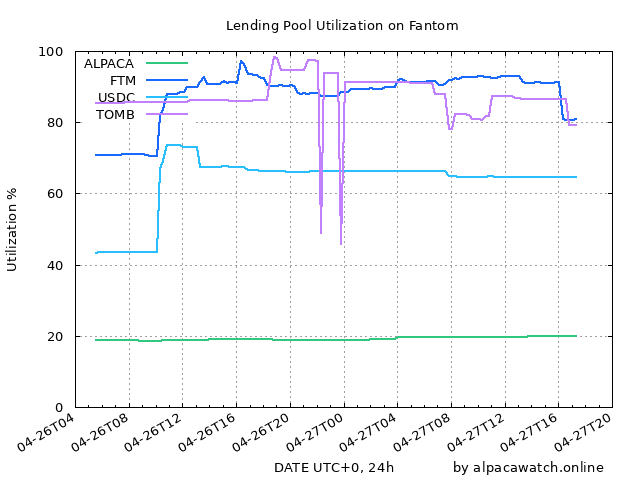 Lending Pool Utilization on Fantom
Utilization %
100
80
60
40
20
0
ALPACA
FTM
USDC
TOMB
04-26T04
04-26T08
04-26T12
04-26T16
04-26T20
04-27T00
04-27T04
04-27T08
04-27T12
04-27T16
04-27T20
DATE UTC+0, 24h
by alpacawatch.online